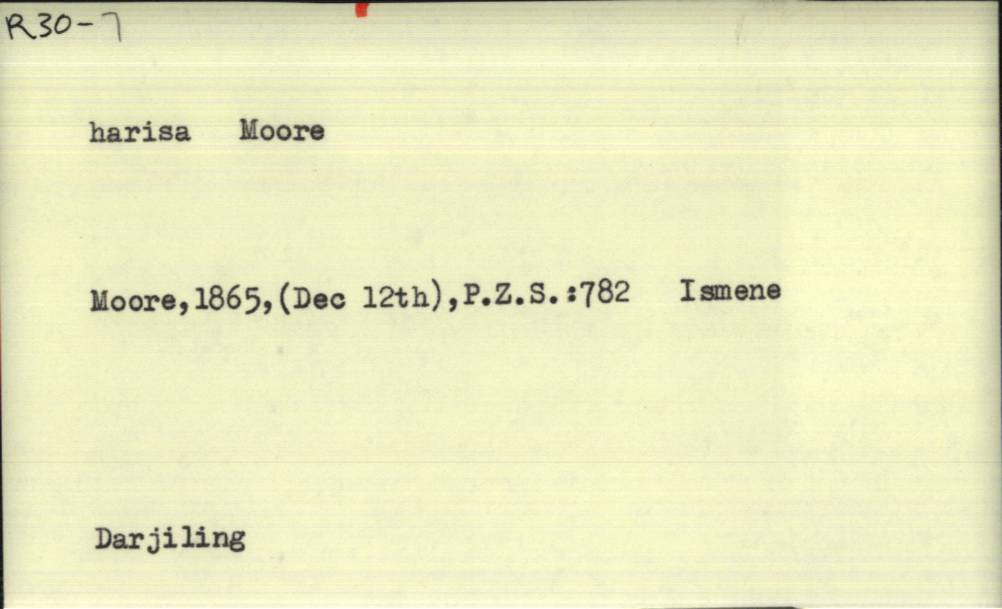 R30-7
harisa Moore
Moore,1865,(Dec 12th),P.Z.S.:782 Ismene
Darjiling